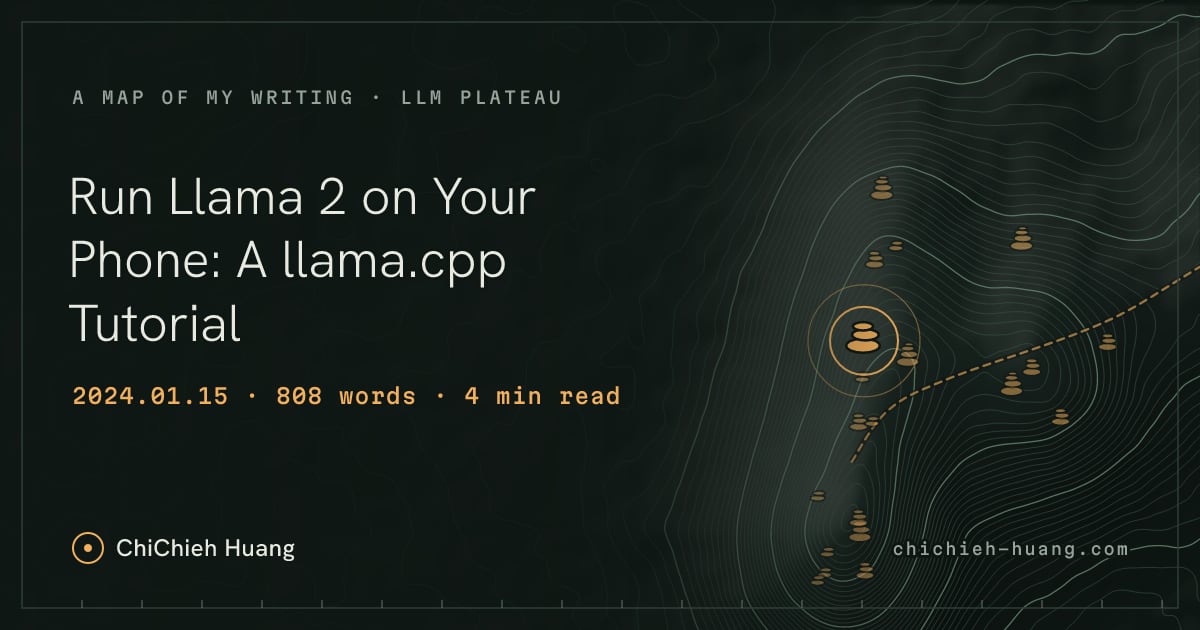 A MAP OF MY WRITING · LLM PLATEAU
Run Llama 2 on Your
Phone: A llama.cpp
Tutorial
2024.01.15 · 808 words · 4 min read
ChiChieh Huang
chichieh-huang.com